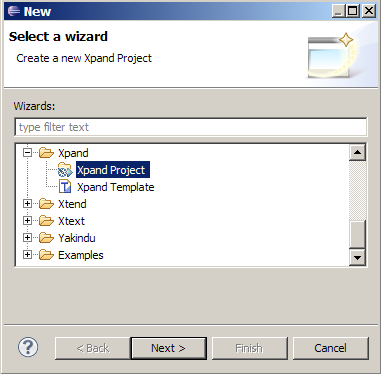 New
Select a wizard
Create a new Xpand Project
Wizards:
type filter text
Xpand
Xpand Project
Xpand Template
Xtend
Xtext
Yakindu
Examples
?
< Back
Next >
Finish
Cancel